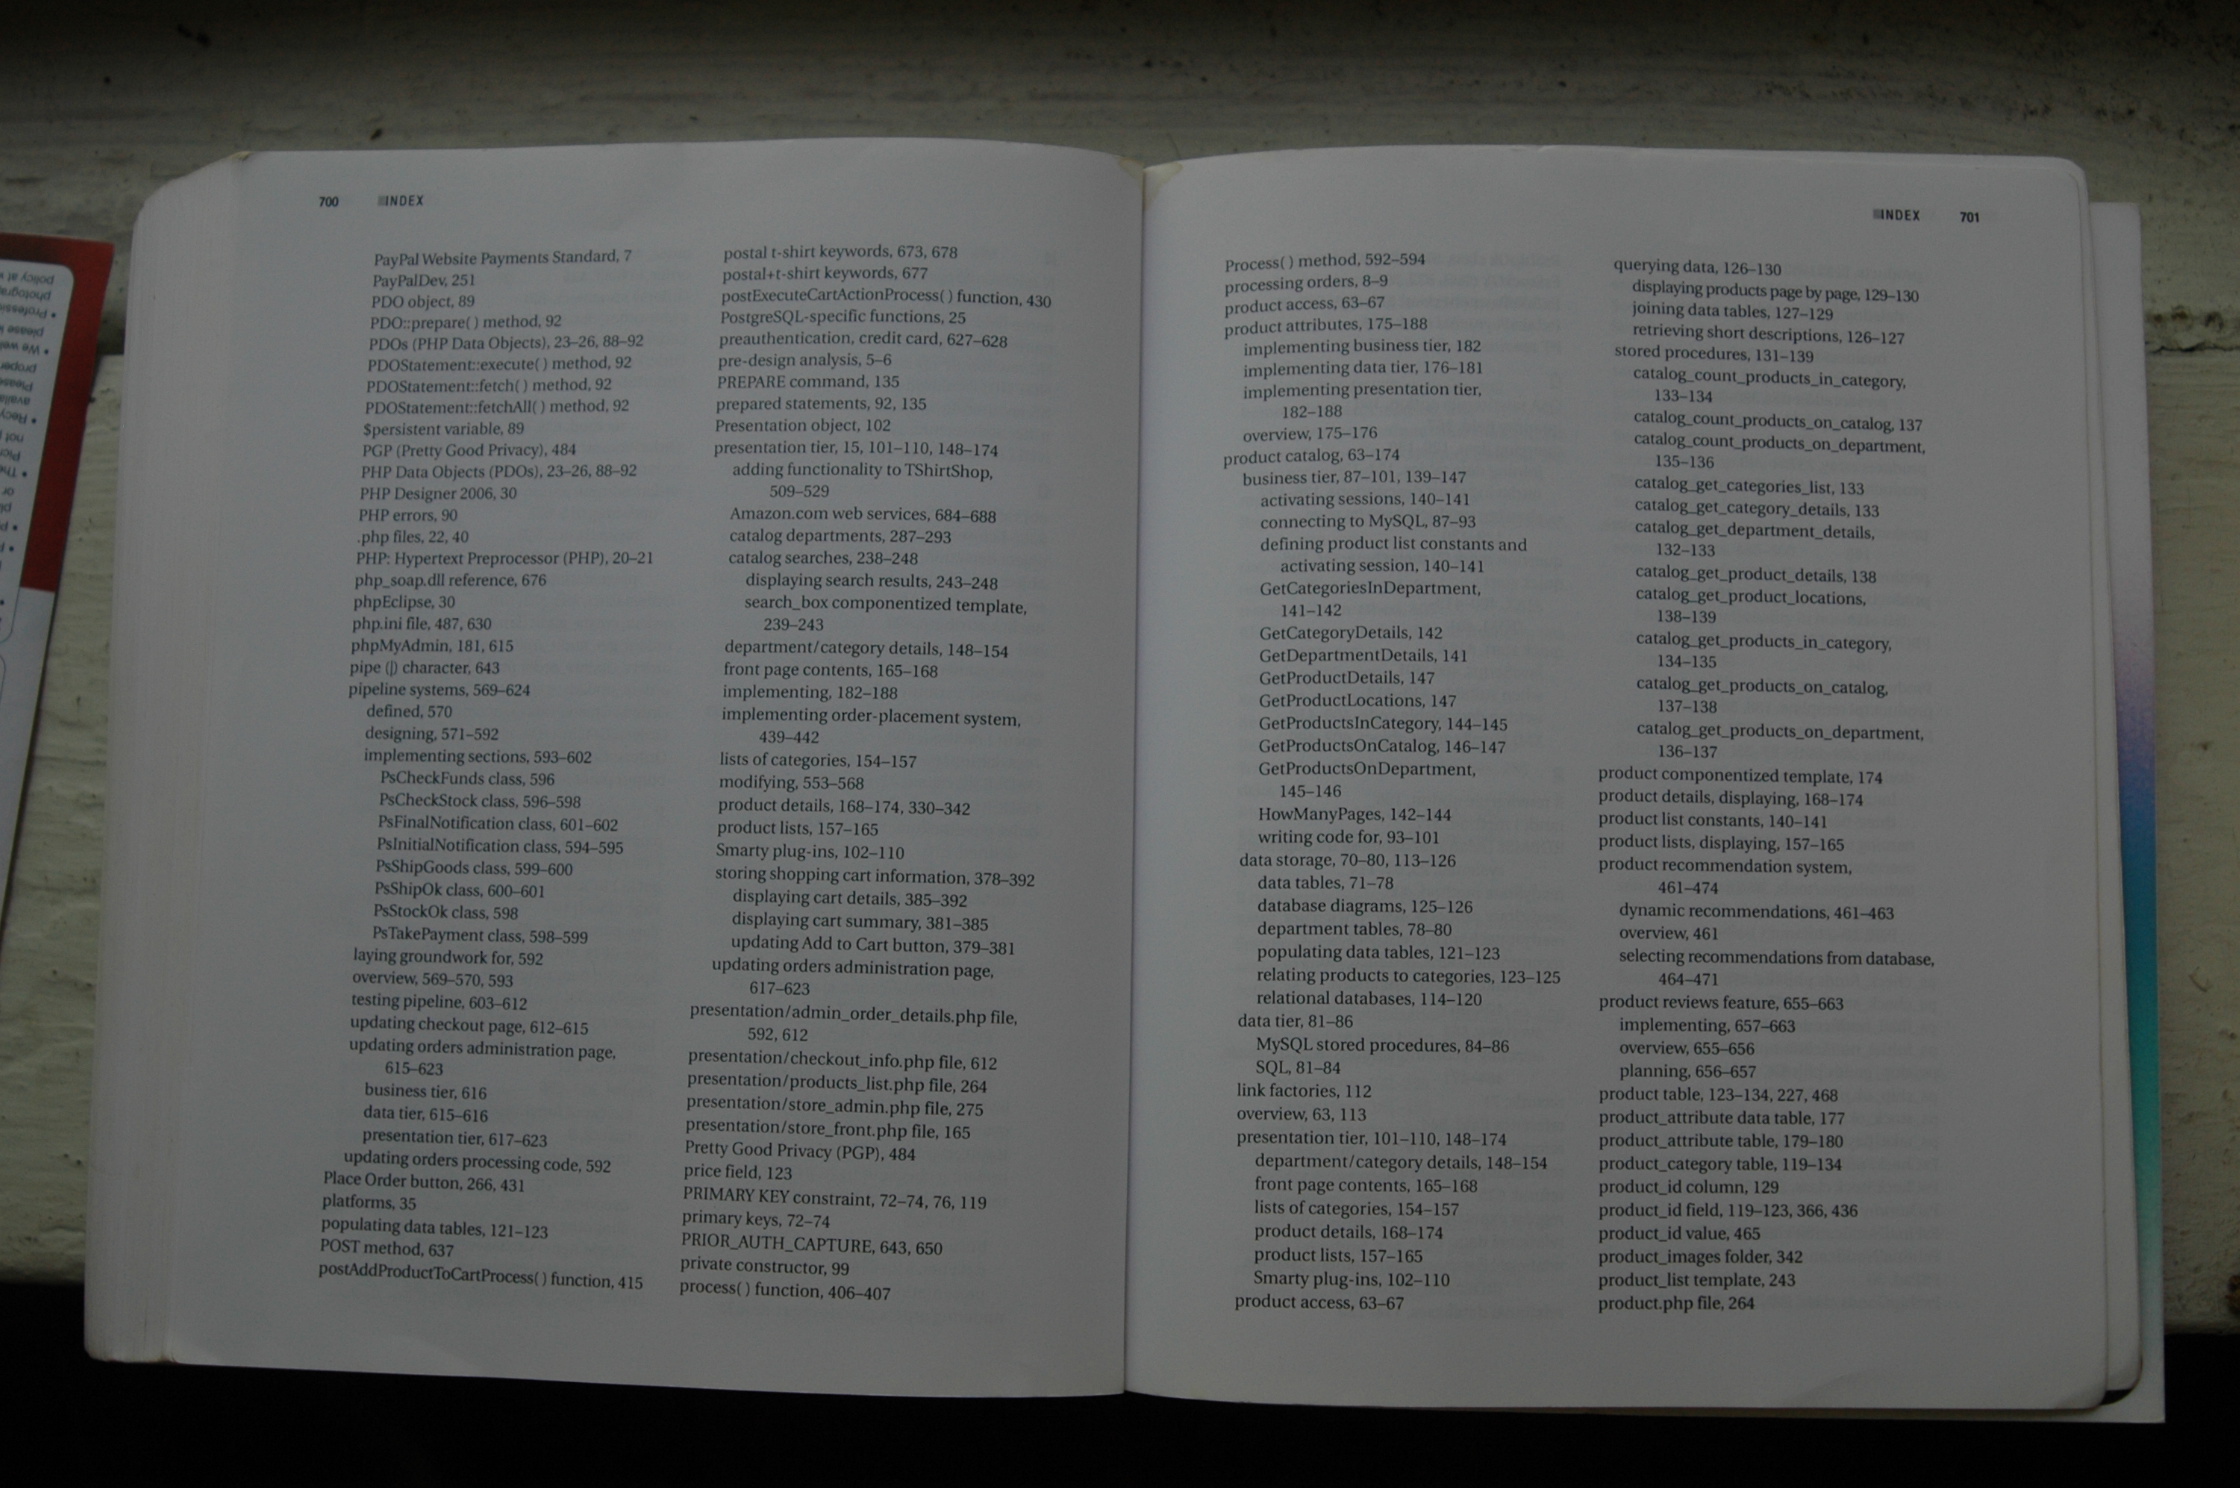 700 INDEX
PayPal Website Payments Standard, 7
PayPalDev, 251
PDO object, 89
PDO::prepare( ) method, 92
PDOs (PHP Data Objects), 23–26, 88–92
PDOStatement::execute( ) method, 92
PDOStatement::fetch( ) method, 92
PDOStatement::fetchAll( ) method, 92
$persistent variable, 89
PGP (Pretty Good Privacy), 484
PHP Data Objects (PDOs), 23–26, 88–92
PHP Designer 2006, 30
PHP errors, 90
.php files, 22, 40
PHP: Hypertext Preprocessor (PHP), 20–21
php_soap.dll reference, 676
phpEclipse, 30
php.ini file, 487, 630
phpMyAdmin, 181, 615
pipe (|) character, 643
pipeline systems, 569–624
defined, 570
designing, 571–592
implementing sections, 593–602
PsCheckFunds class, 596
PsCheckStock class, 596–598
PsFinalNotification class, 601–602
PsInitialNotification class, 594–595
PsShipGoods class, 599–600
PsShipOk class, 600–601
PsStockOk class, 598
PsTakePayment class, 598–599
laying groundwork for, 592
overview, 569–570, 593
testing pipeline, 603–612
updating checkout page, 612–615
updating orders administration page,
615–623
business tier, 616
data tier, 615–616
presentation tier, 617–623
updating orders processing code, 592
Place Order button, 266, 431
platforms, 35
populating data tables, 121–123
POST method, 637
postAddProductToCartProcess( ) function, 415
postal t-shirt keywords, 673, 678
postal+t-shirt keywords, 677
postExecuteCartActionProcess( ) function, 430
PostgreSQL-specific functions, 25
preauthentication, credit card, 627–628
pre-design analysis, 5–6
PREPARE command, 135
prepared statements, 92, 135
Presentation object, 102
presentation tier, 15, 101–110, 148–174
adding functionality to TShirtShop,
509–529
Amazon.com web services, 684–688
catalog departments, 287–293
catalog searches, 238–248
displaying search results, 243–248
search_box componentized template,
239–243
department/category details, 148–154
front page contents, 165–168
implementing, 182–188
implementing order-placement system,
439–442
lists of categories, 154–157
modifying, 553–568
product details, 168–174, 330–342
product lists, 157–165
Smarty plug-ins, 102–110
storing shopping cart information, 378–392
displaying cart details, 385–392
displaying cart summary, 381–385
updating Add to Cart button, 379–381
updating orders administration page,
617–623
presentation/admin_order_details.php file,
592, 612
presentation/checkout_info.php file, 612
presentation/products_list.php file, 264
presentation/store_admin.php file, 275
presentation/store_front.php file, 165
Pretty Good Privacy (PGP), 484
price field, 123
PRIMARY KEY constraint, 72–74, 76, 119
primary keys, 72–74
PRIOR_AUTH_CAPTURE, 643, 650
private constructor, 99
process( ) function, 406–407
INDEX 701
Process( ) method, 592–594
processing orders, 8–9
product access, 63–67
product attributes, 175–188
implementing business tier, 182
implementing data tier, 176–181
implementing presentation tier,
182–188
overview, 175–176
product catalog, 63–174
business tier, 87–101, 139–147
activating sessions, 140–141
connecting to MySQL, 87–93
defining product list constants and
activating session, 140–141
GetCategoriesInDepartment,
141–142
GetCategoryDetails, 142
GetDepartmentDetails, 141
GetProductDetails, 147
GetProductLocations, 147
GetProductsInCategory, 144–145
GetProductsOnCatalog, 146–147
GetProductsOnDepartment,
145–146
HowManyPages, 142–144
writing code for, 93–101
data storage, 70–80, 113–126
data tables, 71–78
database diagrams, 125–126
department tables, 78–80
populating data tables, 121–123
relating products to categories, 123–125
relational databases, 114–120
data tier, 81–86
MySQL stored procedures, 84–86
SQL, 81–84
link factories, 112
overview, 63, 113
presentation tier, 101–110, 148–174
department/category details, 148–154
front page contents, 165–168
lists of categories, 154–157
product details, 168–174
product lists, 157–165
Smarty plug-ins, 102–110
product access, 63–67
querying data, 126–130
displaying products page by page, 129–130
joining data tables, 127–129
retrieving short descriptions, 126–127
stored procedures, 131–139
catalog_count_products_in_category,
133–134
catalog_count_products_on_catalog, 137
catalog_count_products_on_department,
135–136
catalog_get_categories_list, 133
catalog_get_category_details, 133
catalog_get_department_details,
132–133
catalog_get_product_details, 138
catalog_get_product_locations,
138–139
catalog_get_products_in_category,
134–135
catalog_get_products_on_catalog,
137–138
catalog_get_products_on_department,
136–137
product componentized template, 174
product details, displaying, 168–174
product list constants, 140–141
product lists, displaying, 157–165
product recommendation system,
461–474
dynamic recommendations, 461–463
overview, 461
selecting recommendations from database,
464–471
product reviews feature, 655–663
implementing, 657–663
overview, 655–656
planning, 656–657
product table, 123–134, 227, 468
product_attribute data table, 177
product_attribute table, 179–180
product_category table, 119–134
product_id column, 129
product_id field, 119–123, 366, 436
product_id value, 465
product_images folder, 342
product_list template, 243
product.php file, 264